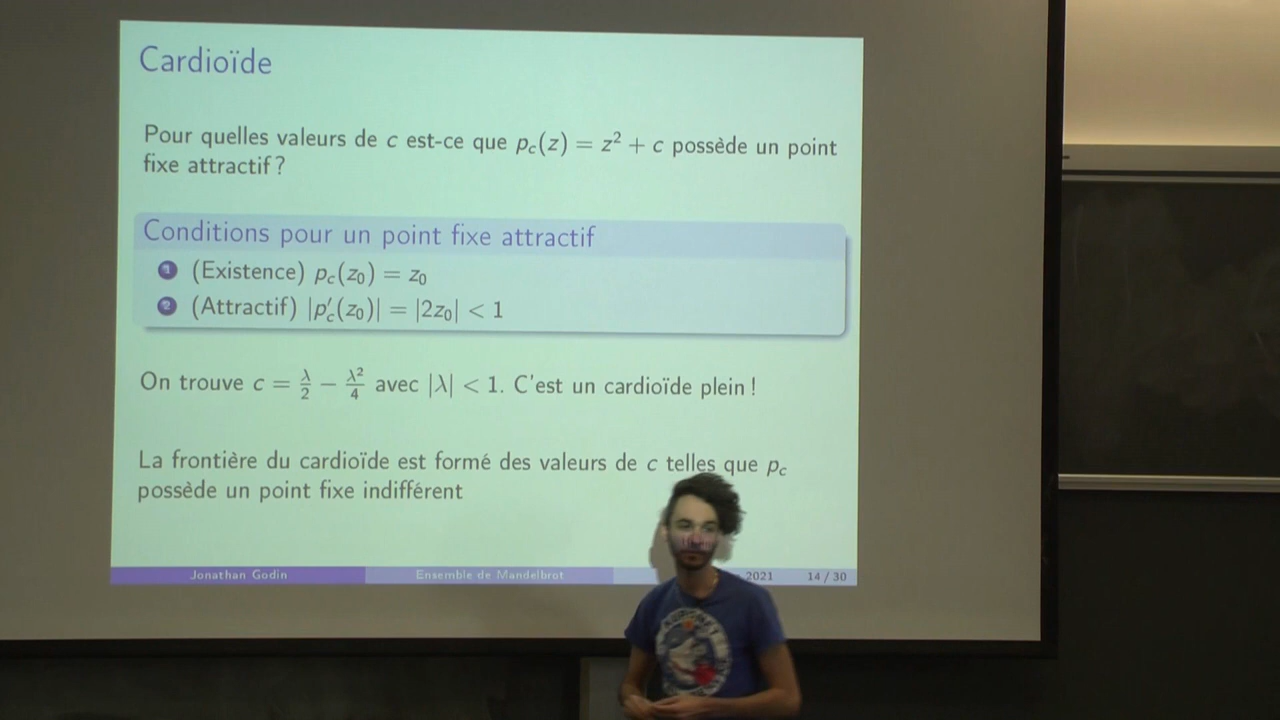 Cardioïde
Pour quelles valeurs de c est-ce que p_c(z) = z² + c possède un point
fixe attractif ?
Conditions pour un point fixe attractif
1 (Existence) p_c(z₀) = z₀
2 (Attractif) |p′_c(z₀)| = |2z₀| < 1
On trouve c = λ/2 − λ²/4 avec |λ| < 1. C'est un cardioïde plein !
La frontière du cardioïde est formé des valeurs de c telles que p_c
possède un point fixe indifférent
Jonathan Godin Ensemble de Mandelbrot 2021 14 / 30